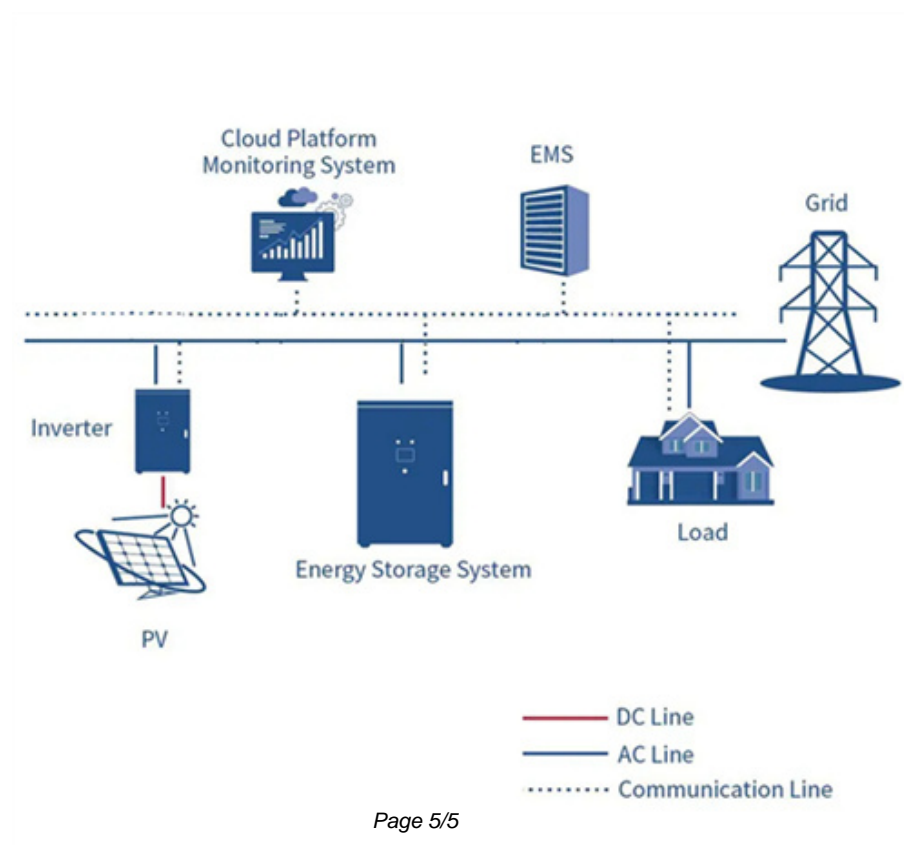 Cloud Platform
Monitoring System
EMS
Grid
Inverter
Load
Energy Storage System
PV
DC Line
AC Line
Communication Line
Page 5/5